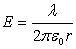 E = λ / 2πε₀r